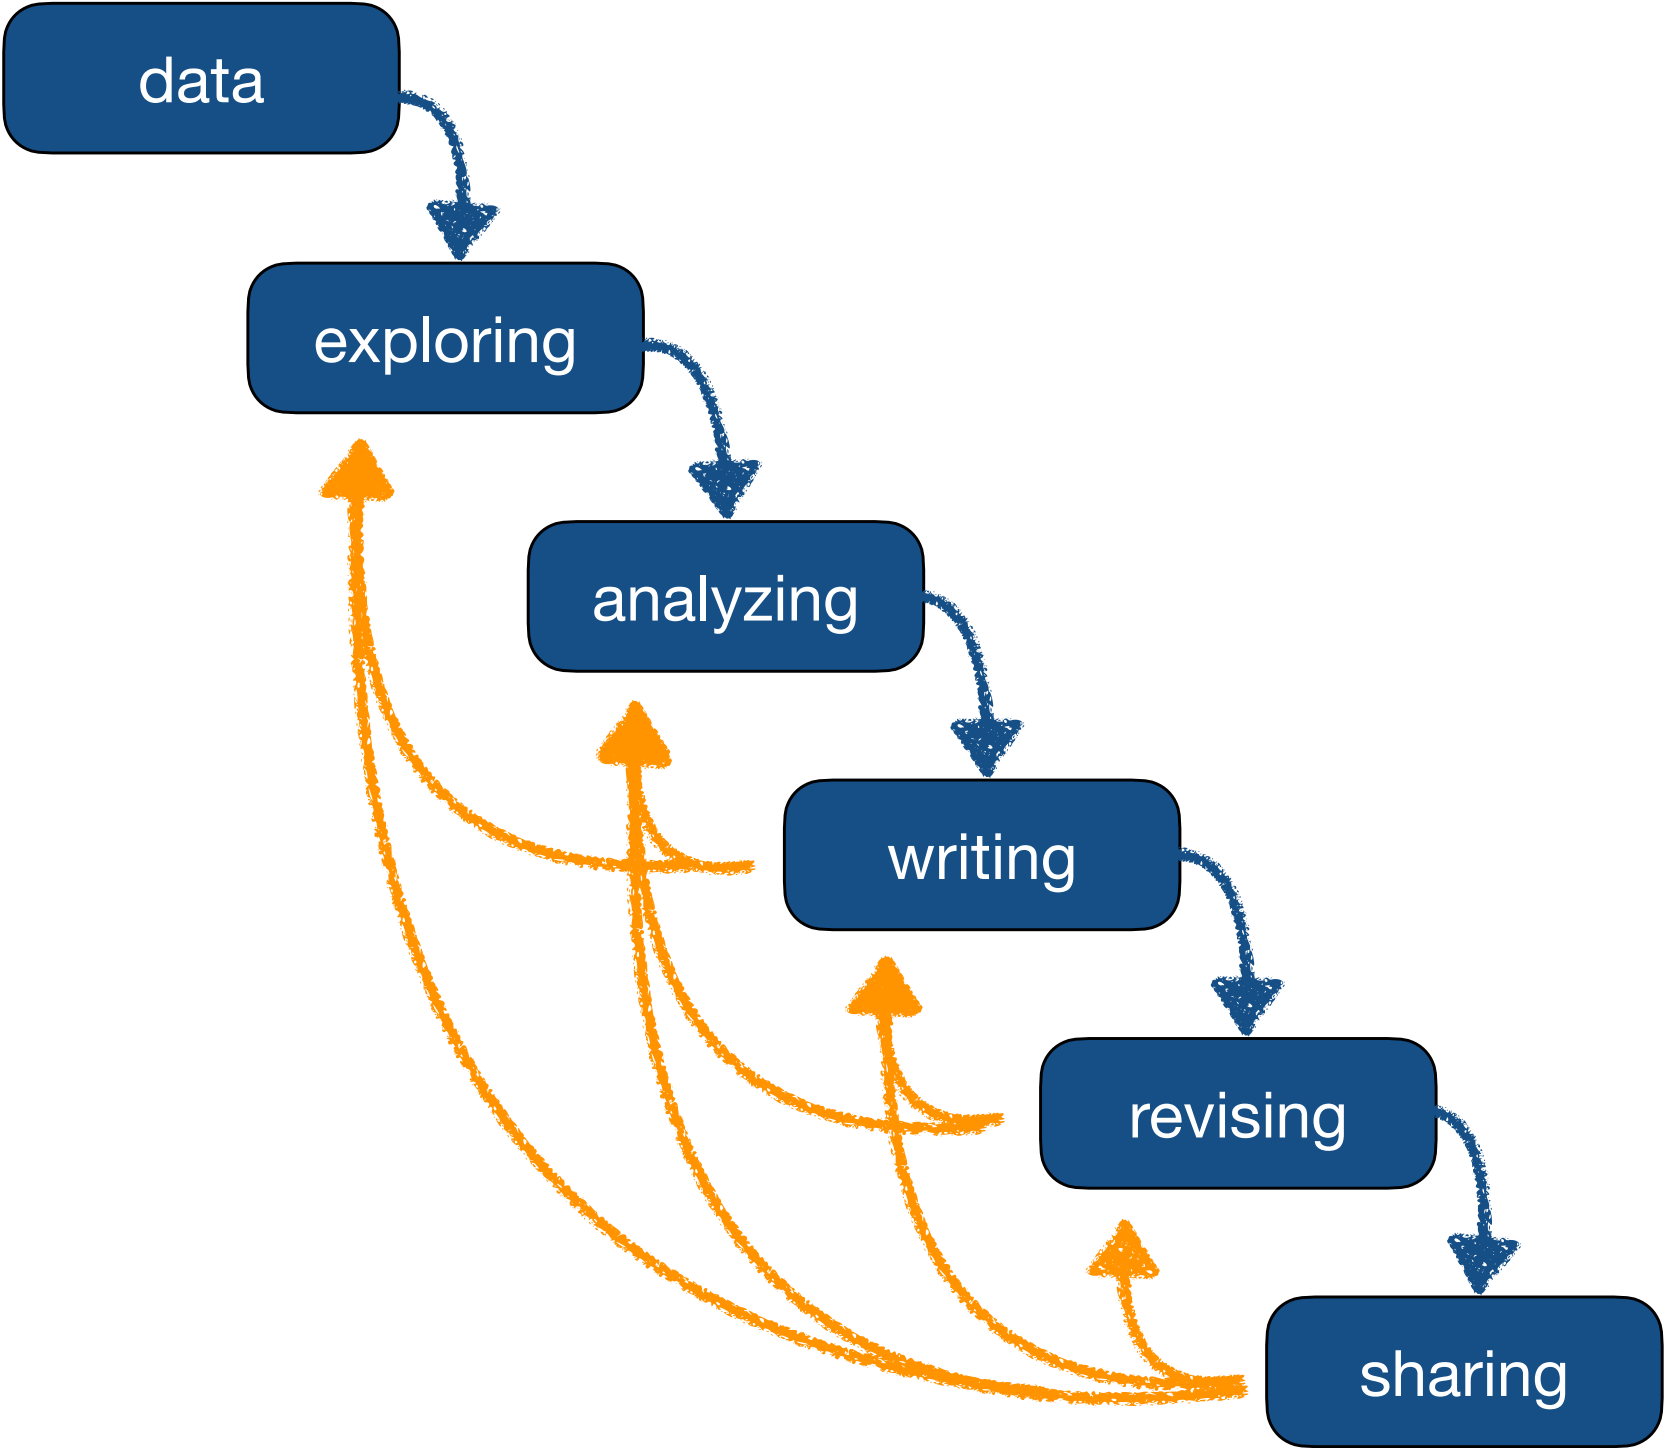 data
exploring
analyzing
writing
revising
sharing